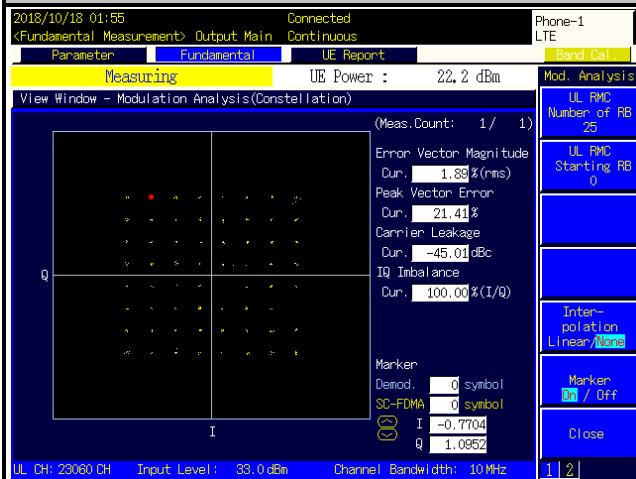 2018/10/18 01:55 Connected Phone-1
<Fundamental Measurement> Output Main Continuous LTE
Parameter Fundamental UE Report Band Cal.
Measuring UE Power : 22.2 dBm Mod. Analysis
View Window - Modulation Analysis(Constellation)
UL RMC
Number of RB
25
(Meas.Count: 1/ 1)
Error Vector Magnitude
Cur. 1.89 %(rms)
UL RMC
Starting RB
0
Peak Vector Error
Cur. 21.41 %
Carrier Leakage
Cur. -45.01 dBc
IQ Imbalance
Cur. 100.00 %(I/Q)
Q
Inter-
polation
Linear/None
Marker
Demod. 0 symbol
SC-FDMA 0 symbol
I -0.7704
Q 1.0952
Marker
On / Off
I
Close
UL CH: 23060 CH Input Level: 33.0 dBm Channel Bandwidth: 10 MHz 1 2